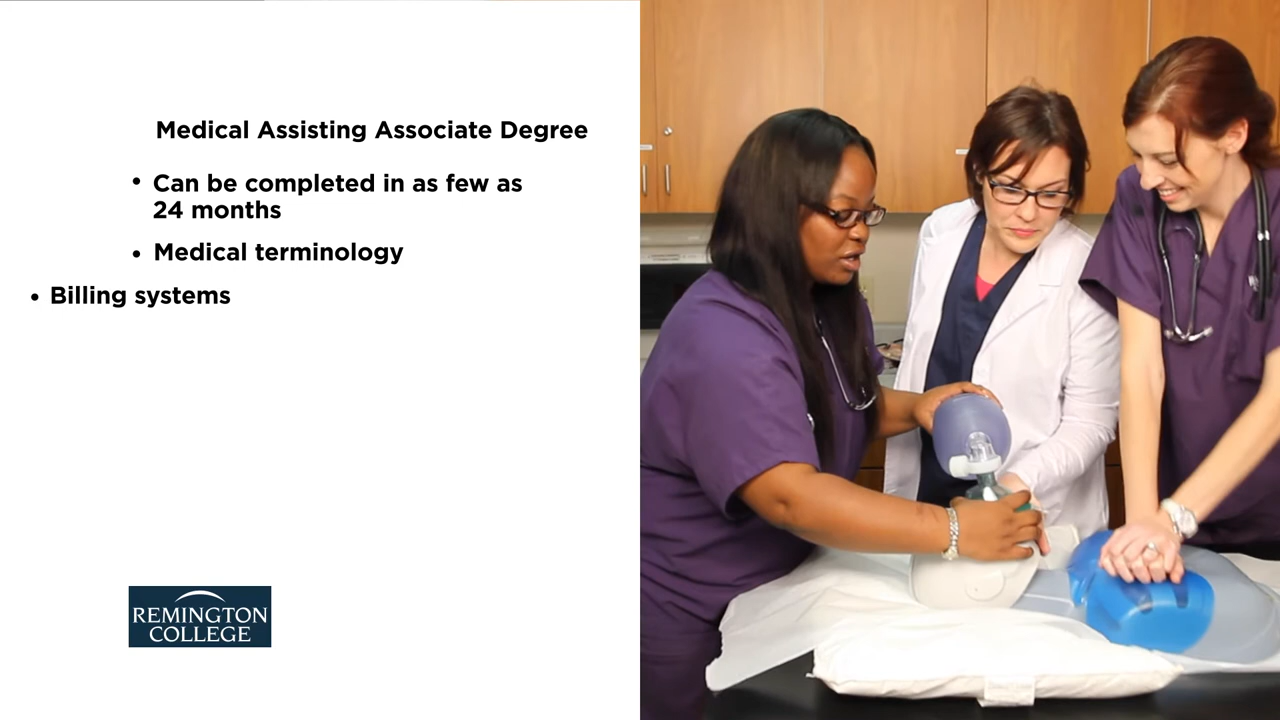 Medical Assisting Associate Degree
• Can be completed in as few as
24 months
• Medical terminology
• Billing systems
REMINGTON
COLLEGE